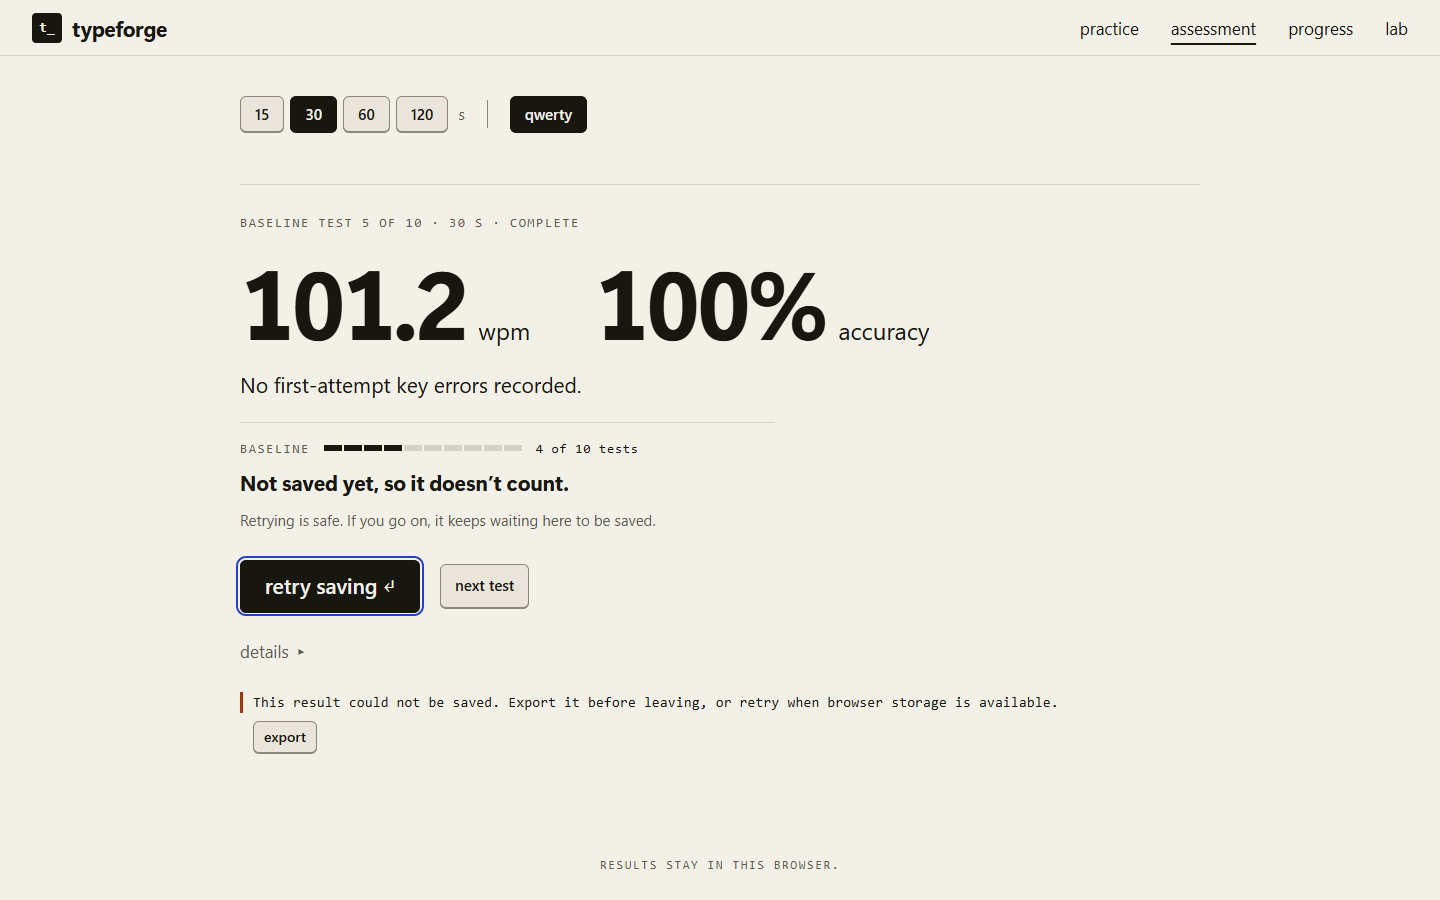 t_ typeforge practice assessment progress lab
15 30 60 120 s qwerty
BASELINE TEST 5 OF 10 · 30 S · COMPLETE
101.2 wpm 100% accuracy
No first-attempt key errors recorded.
BASELINE 4 of 10 tests
Not saved yet, so it doesn’t count.
Retrying is safe. If you go on, it keeps waiting here to be saved.
retry saving ↵ next test
details ▸
This result could not be saved. Export it before leaving, or retry when browser storage is available.
export
RESULTS STAY IN THIS BROWSER.